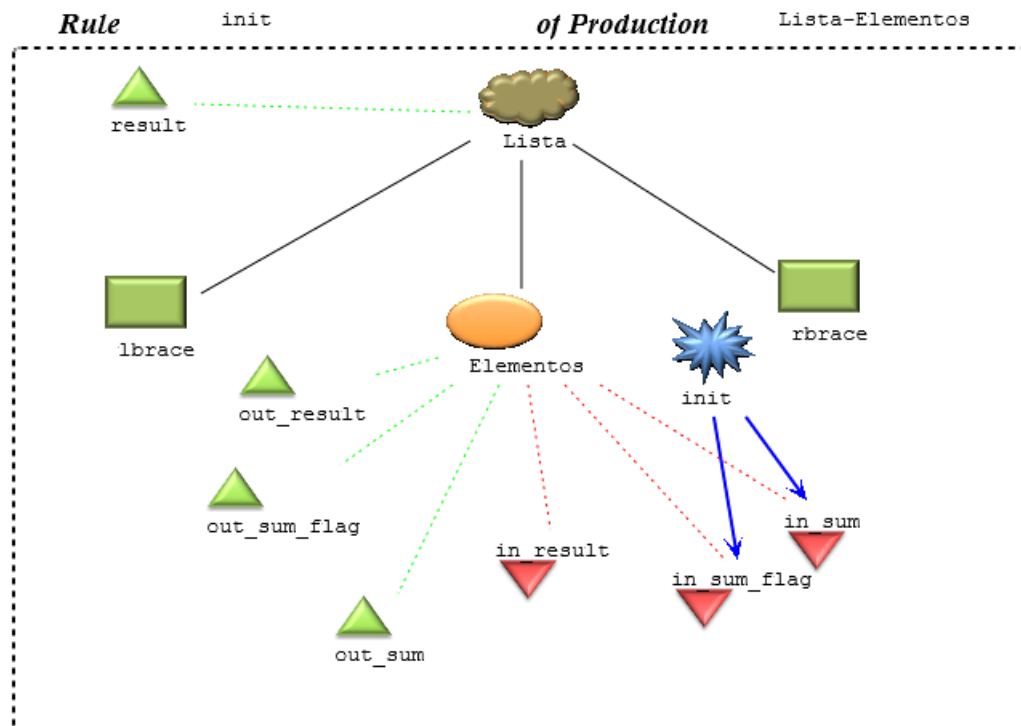 Rule init of Production Lista-Elementos
result
Lista
lbrace
rbrace
Elementos
init
out_result
out_sum_flag
in_sum
in_result
in_sum_flag
out_sum